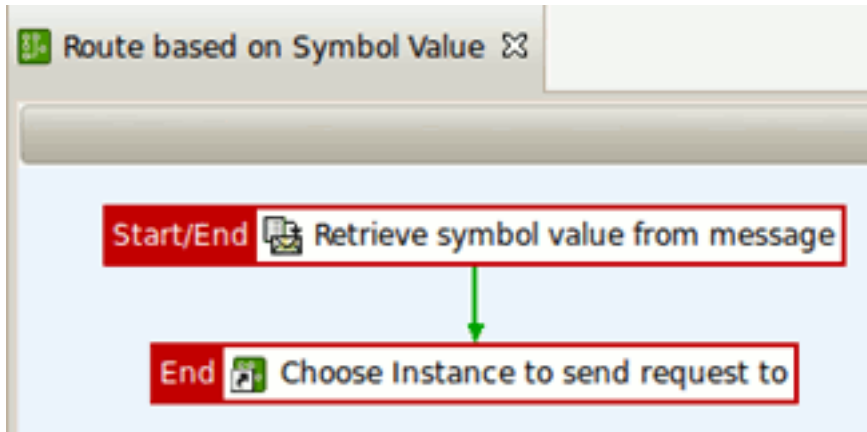 Route based on Symbol Value
Start/End Retrieve symbol value from message
End Choose Instance to send request to